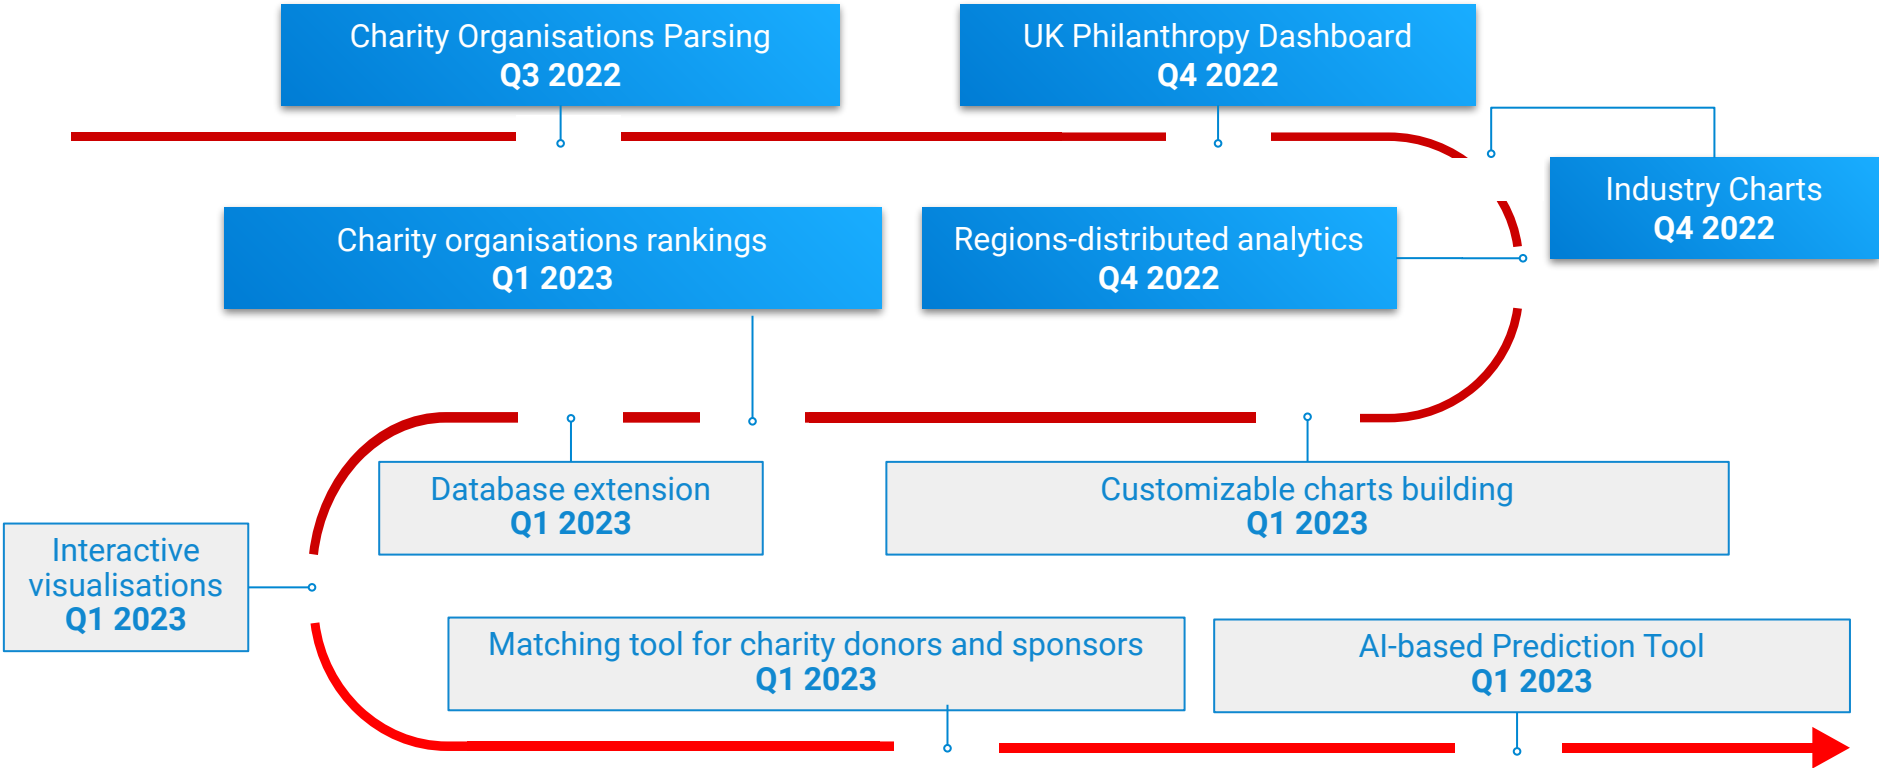 Charity Organisations Parsing
Q3 2022
UK Philanthropy Dashboard
Q4 2022
Industry Charts
Q4 2022
Charity organisations rankings
Q1 2023
Regions-distributed analytics
Q4 2022
Database extension
Q1 2023
Customizable charts building
Q1 2023
Interactive
visualisations
Q1 2023
Matching tool for charity donors and sponsors
Q1 2023
AI-based Prediction Tool
Q1 2023